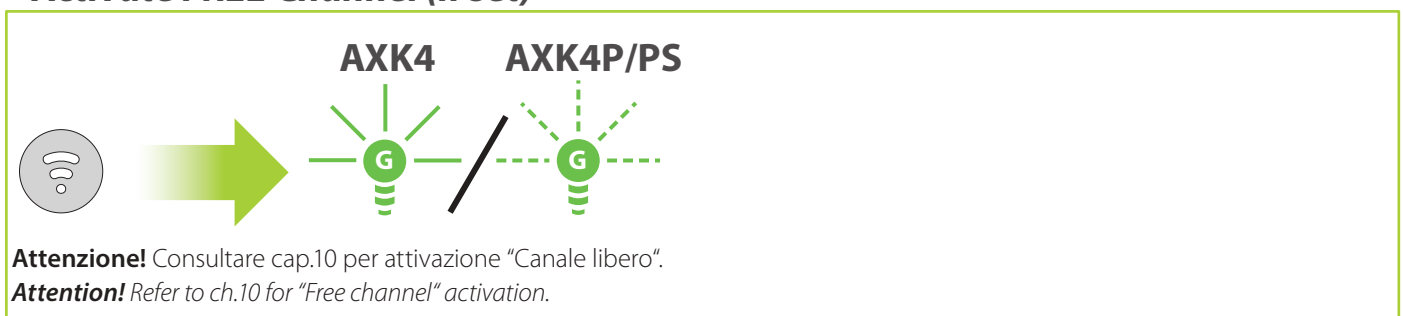 AXK4 AXK4P/PS
G G
Attenzione! Consultare cap.10 per attivazione “Canale libero“.
Attention! Refer to ch.10 for “Free channel“ activation.